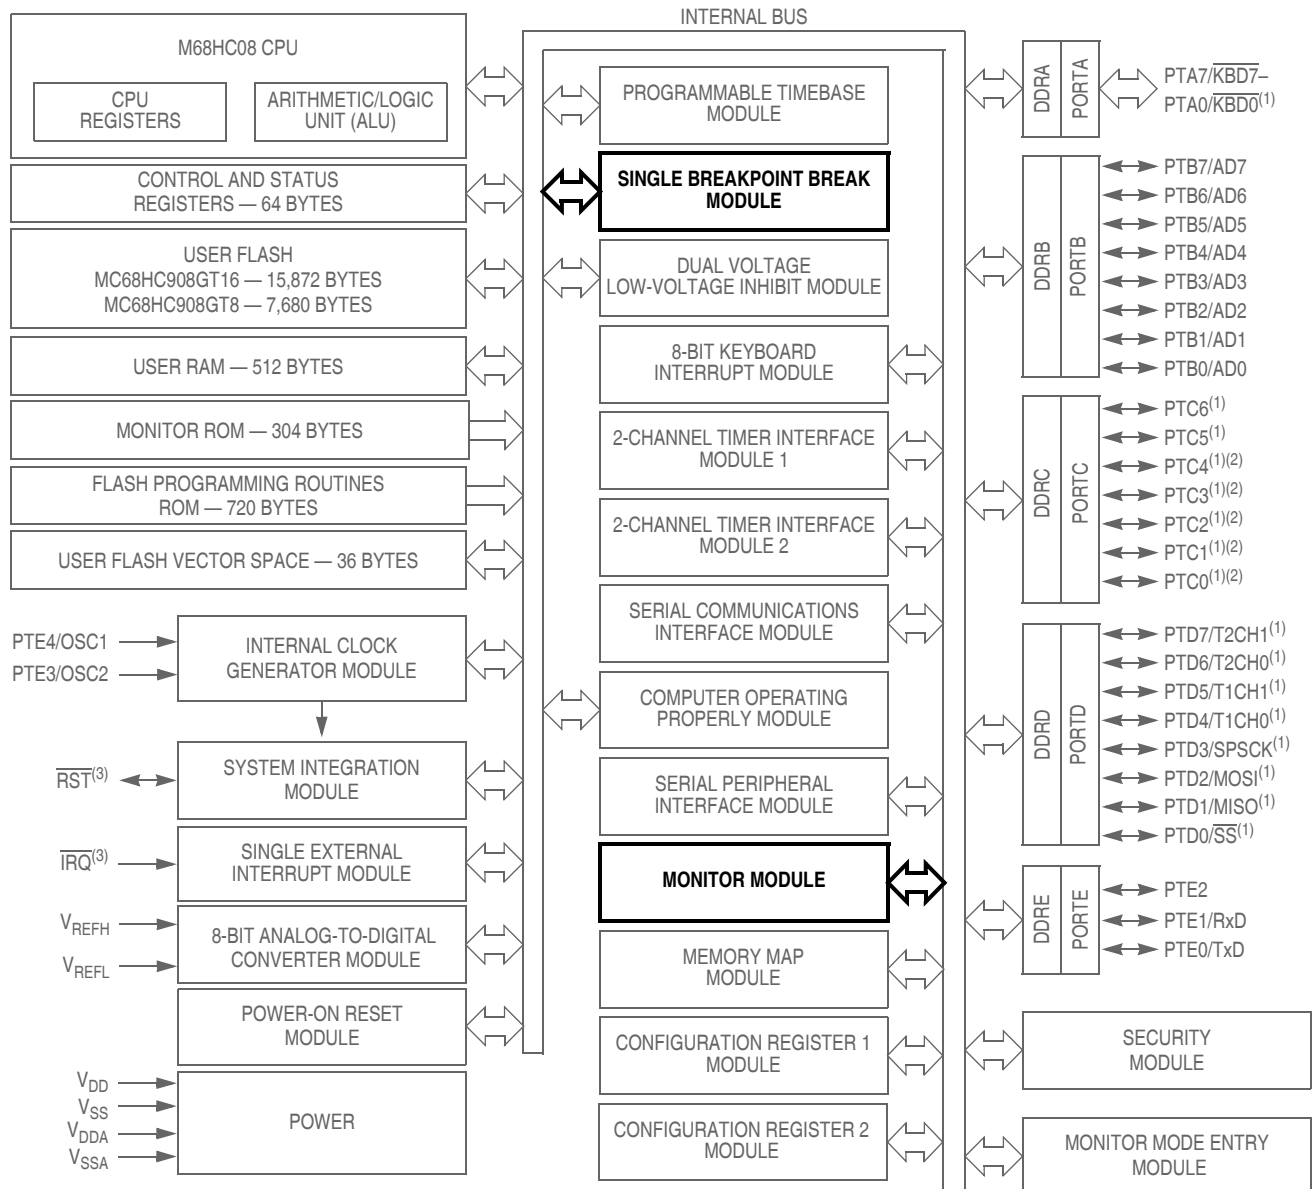 INTERNAL BUS
M68HC08 CPU
CPU
REGISTERS
ARITHMETIC/LOGIC
UNIT (ALU)
CONTROL AND STATUS
REGISTERS — 64 BYTES
USER FLASH
MC68HC908GT16 — 15,872 BYTES
MC68HC908GT8 — 7,680 BYTES
USER RAM — 512 BYTES
MONITOR ROM — 304 BYTES
FLASH PROGRAMMING ROUTINES
ROM — 720 BYTES
USER FLASH VECTOR SPACE — 36 BYTES
PTE4/OSC1
PTE3/OSC2
INTERNAL CLOCK
GENERATOR MODULE
RST(3)
SYSTEM INTEGRATION
MODULE
IRQ(3)
SINGLE EXTERNAL
INTERRUPT MODULE
VREFH
VREFL
8-BIT ANALOG-TO-DIGITAL
CONVERTER MODULE
POWER-ON RESET
MODULE
VDD
VSS
VDDA
VSSA
POWER
PROGRAMMABLE TIMEBASE
MODULE
SINGLE BREAKPOINT BREAK
MODULE
DUAL VOLTAGE
LOW-VOLTAGE INHIBIT MODULE
8-BIT KEYBOARD
INTERRUPT MODULE
2-CHANNEL TIMER INTERFACE
MODULE 1
2-CHANNEL TIMER INTERFACE
MODULE 2
SERIAL COMMUNICATIONS
INTERFACE MODULE
COMPUTER OPERATING
PROPERLY MODULE
SERIAL PERIPHERAL
INTERFACE MODULE
MONITOR MODULE
MEMORY MAP
MODULE
CONFIGURATION REGISTER 1
MODULE
CONFIGURATION REGISTER 2
MODULE
DDRA
PORTA
PTA7/KBD7–
PTA0/KBD0(1)
DDRB
PORTB
PTB7/AD7
PTB6/AD6
PTB5/AD5
PTB4/AD4
PTB3/AD3
PTB2/AD2
PTB1/AD1
PTB0/AD0
DDRC
PORTC
PTC6(1)
PTC5(1)
PTC4(1)(2)
PTC3(1)(2)
PTC2(1)(2)
PTC1(1)(2)
PTC0(1)(2)
DDRD
PORTD
PTD7/T2CH1(1)
PTD6/T2CH0(1)
PTD5/T1CH1(1)
PTD4/T1CH0(1)
PTD3/SPSCK(1)
PTD2/MOSI(1)
PTD1/MISO(1)
PTD0/SS(1)
DDRE
PORTE
PTE2
PTE1/RxD
PTE0/TxD
SECURITY
MODULE
MONITOR MODE ENTRY
MODULE